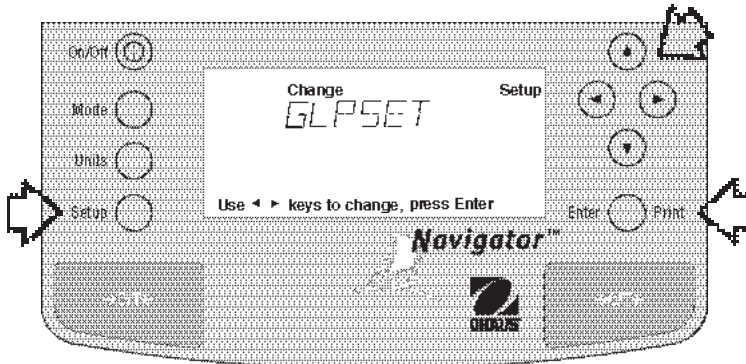 On/Off
Change Setup
GLPSET
Mode
Units
Setup
Use ◄ ► keys to change, press Enter
Enter Print
Navigator™
OHAUS
>O/T<
>O/T<